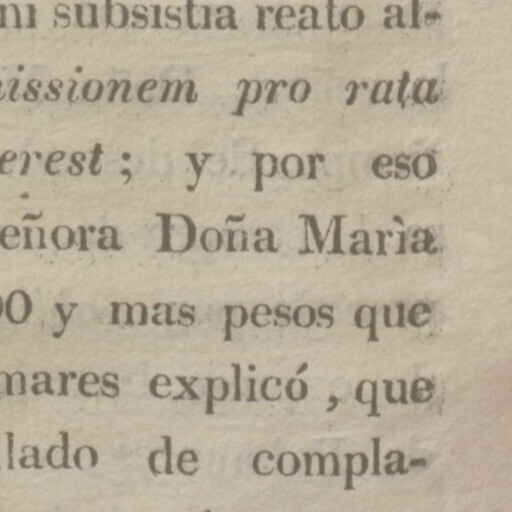 ni subsistia reato al-
issionem pro rata
erest ; y por eso
eñora Doña Marìa
00 y mas pesos que
mares explicó , que
lado de compla-